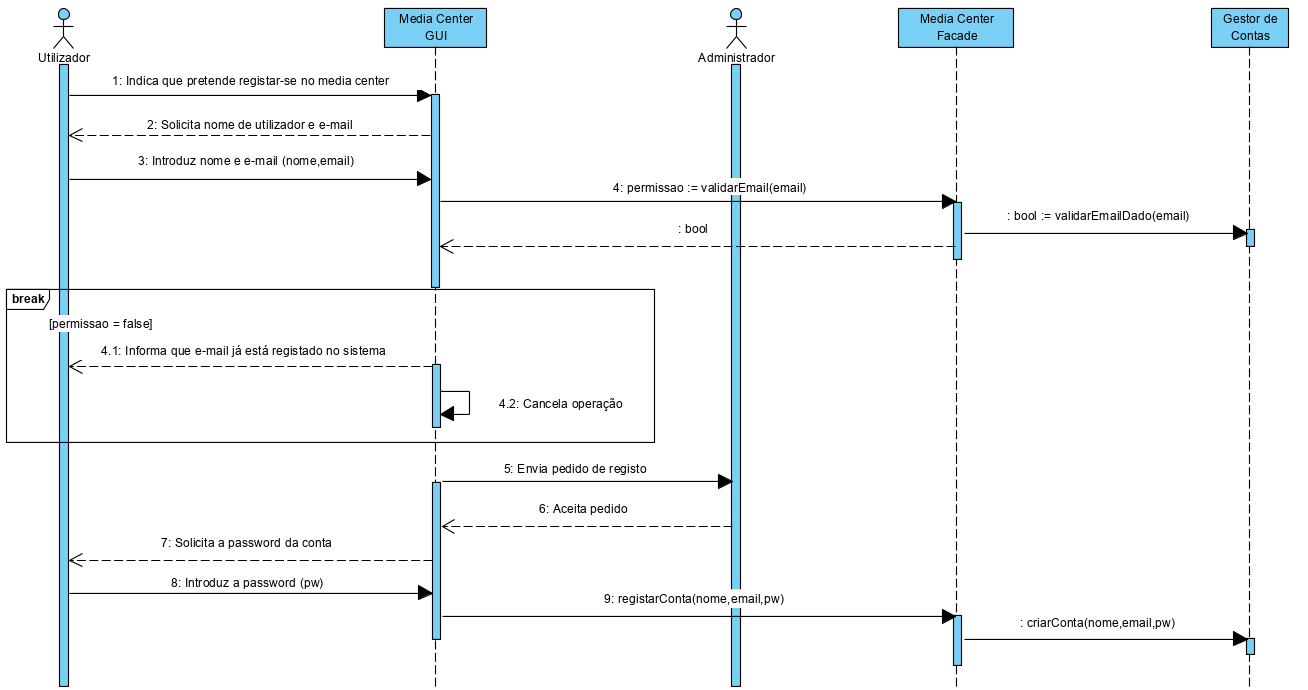 Media Center
GUI
Media Center
Facade
Gestor de
Contas
Utilizador
Administrador
1: Indica que pretende registar-se no media center
2: Solicita nome de utilizador e e-mail
3: Introduz nome e e-mail (nome,email)
4: permissao := validarEmail(email)
: bool := validarEmailDado(email)
: bool
break
[permissao = false]
4.1: Informa que e-mail já está registado no sistema
4.2: Cancela operação
5: Envia pedido de registo
6: Aceita pedido
7: Solicita a password da conta
8: Introduz a password (pw)
9: registarConta(nome,email,pw)
: criarConta(nome,email,pw)